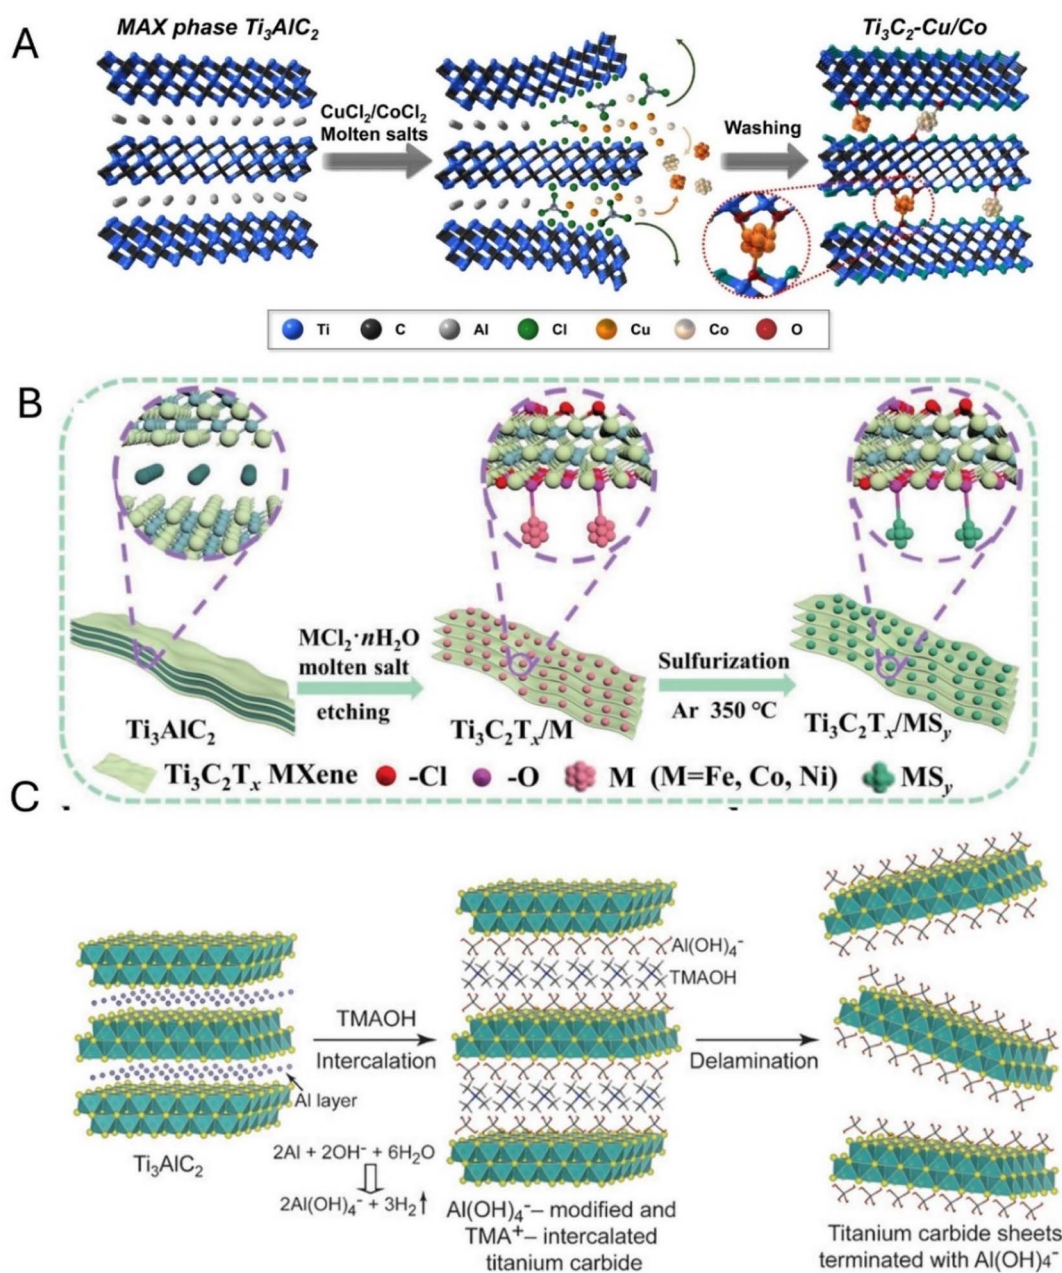 A
MAX phase Ti₃AlC₂
CuCl₂/CoCl₂
Molten salts
Washing
Ti₃C₂-Cu/Co
Ti C Al Cl Cu Co O
B
MCl₂·nH₂O
molten salt
etching
Sulfurization
Ar 350 °C
Ti₃AlC₂
Ti₃C₂Tₓ/M
Ti₃C₂Tₓ/MSᵧ
Ti₃C₂Tₓ MXene -Cl -O M (M=Fe, Co, Ni) MSᵧ
C
TMAOH
Intercalation
Al layer
Ti₃AlC₂
2Al + 2OH⁻ + 6H₂O
2Al(OH)₄⁻ + 3H₂
Al(OH)₄⁻
TMAOH
Al(OH)₄⁻– modified and
TMA⁺– intercalated
titanium carbide
Delamination
Titanium carbide sheets
terminated with Al(OH)4⁻